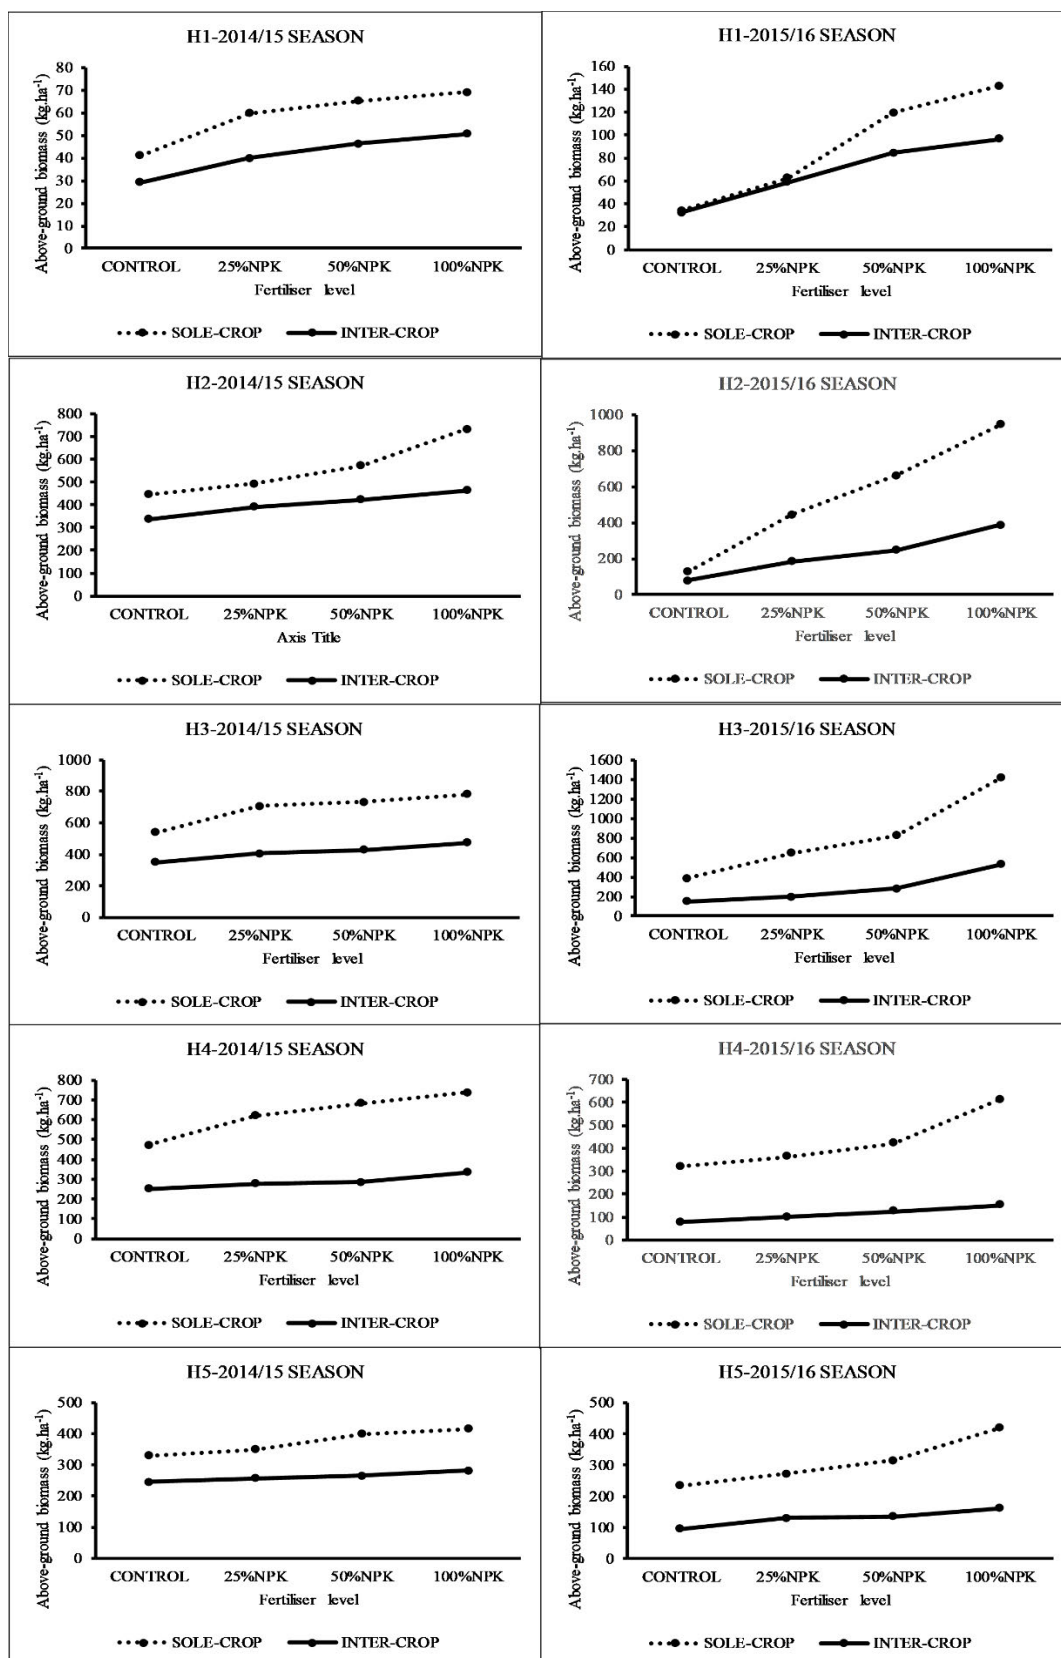 H1-2014/15 SEASON
Above-ground biomass (kg.ha-1)
80
70
60
50
40
30
20
10
0
CONTROL 25%NPK 50%NPK 100%NPK
Fertiliser level
SOLE-CROP INTER-CROP
H1-2015/16 SEASON
Above-ground biomass (kg.ha-1)
160
140
120
100
80
60
40
20
0
CONTROL 25%NPK 50%NPK 100%NPK
Fertiliser level
SOLE-CROP INTER-CROP
H2-2014/15 SEASON
Above-ground biomass (kg.ha-1)
800
700
600
500
400
300
200
100
0
CONTROL 25%NPK 50%NPK 100%NPK
Axis Title
SOLE-CROP INTER-CROP
H2-2015/16 SEASON
Above-ground biomass (kg.ha-1)
1000
800
600
400
200
0
CONTROL 25%NPK 50%NPK 100%NPK
Fertiliser level
SOLE-CROP INTER-CROP
H3-2014/15 SEASON
Above-ground biomass (kg.ha-1)
1000
800
600
400
200
0
CONTROL 25%NPK 50%NPK 100%NPK
Fertiliser level
SOLE-CROP INTER-CROP
H3-2015/16 SEASON
Above-ground biomass (kg.ha-1)
1600
1400
1200
1000
800
600
400
200
0
CONTROL 25%NPK 50%NPK 100%NPK
Fertiliser level
SOLE-CROP INTER-CROP
H4-2014/15 SEASON
Above-ground biomass (kg.ha-1)
800
700
600
500
400
300
200
100
0
CONTROL 25%NPK 50%NPK 100%NPK
Fertiliser level
SOLE-CROP INTER-CROP
H4-2015/16 SEASON
Above-ground biomass (kg.ha-1)
700
600
500
400
300
200
100
0
CONTROL 25%NPK 50%NPK 100%NPK
Fertiliser level
SOLE-CROP INTER-CROP
H5-2014/15 SEASON
Above-ground biomass (kg.ha-1)
500
400
300
200
100
0
CONTROL 25%NPK 50%NPK 100%NPK
Fertiliser level
SOLE-CROP INTER-CROP
H5-2015/16 SEASON
Above-ground biomass (kg.ha-1)
500
400
300
200
100
0
CONTROL 25%NPK 50%NPK 100%NPK
Fertiliser level
SOLE-CROP INTER-CROP